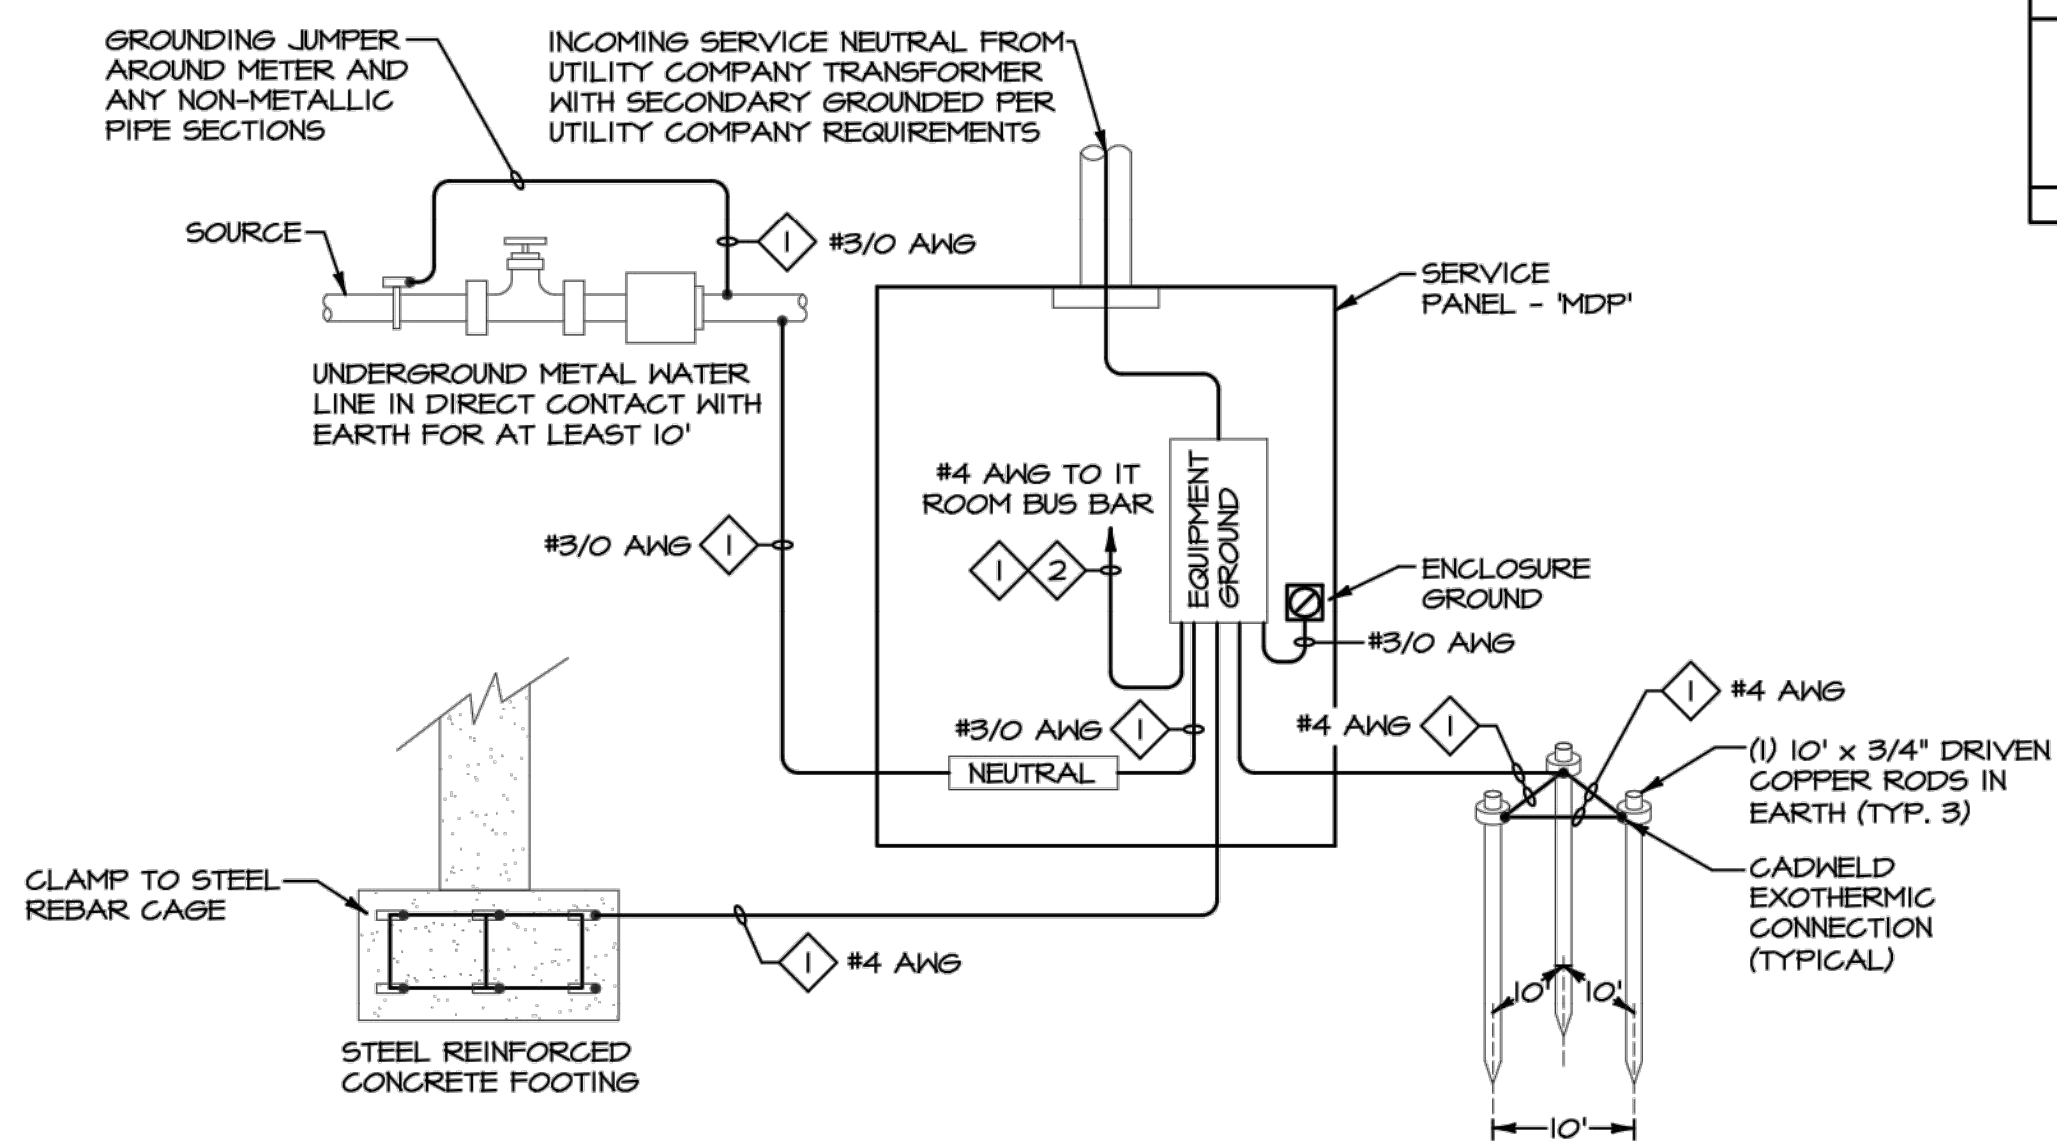 GROUNDING JUMPER
AROUND METER AND
ANY NON-METALLIC
PIPE SECTIONS
INCOMING SERVICE NEUTRAL FROM
UTILITY COMPANY TRANSFORMER
WITH SECONDARY GROUNDED PER
UTILITY COMPANY REQUIREMENTS
SOURCE
1 #3/0 AWG
SERVICE
PANEL - 'MDP'
UNDERGROUND METAL WATER
LINE IN DIRECT CONTACT WITH
EARTH FOR AT LEAST 10'
#4 AWG TO IT
ROOM BUS BAR
1 2
EQUIPMENT
GROUND
#3/0 AWG 1
ENCLOSURE
GROUND
#3/0 AWG
#3/0 AWG 1
NEUTRAL
#4 AWG 1
1 #4 AWG
(1) 10' x 3/4" DRIVEN
COPPER RODS IN
EARTH (TYP. 3)
CADWELD
EXOTHERMIC
CONNECTION
(TYPICAL)
CLAMP TO STEEL
REBAR CAGE
1 #4 AWG
10' 10'
10'
STEEL REINFORCED
CONCRETE FOOTING